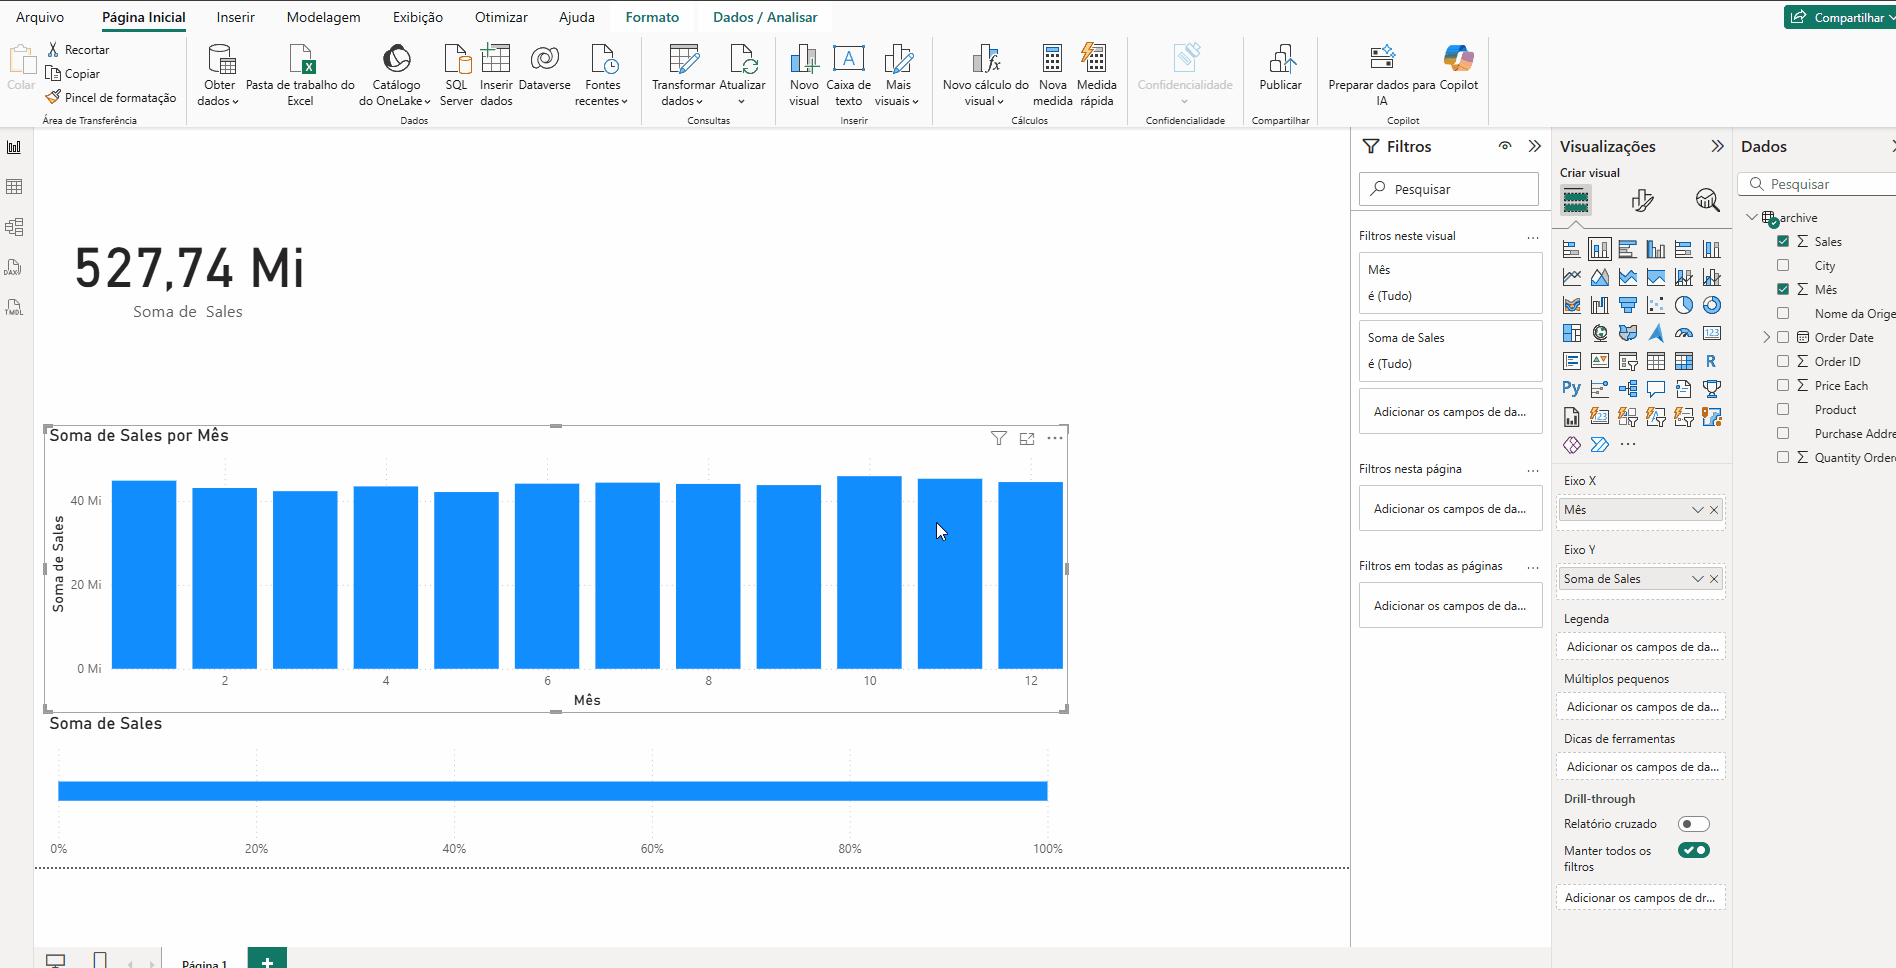 Arquivo
Página Inicial
Inserir
Modelagem
Exibição
Otimizar
Ajuda
Formato
Dados / Analisar
Compartilhar
Colar
Recortar
Copiar
Pincel de formatação
Área de Transferência
Obter
dados
Pasta de trabalho do
Excel
Catálogo
do OneLake
SQL
Server
Inserir
dados
Dataverse
Fontes
recentes
Dados
Transformar
dados
Atualizar
Consultas
Novo
visual
Caixa de
texto
Mais
visuais
Inserir
Novo cálculo do
visual
Nova
medida
Medida
rápida
Cálculos
Confidencialidade
Confidencialidade
Publicar
Compartilhar
Preparar dados para
IA
Copilot
Copilot
DAX
TMDL
527,74 Mi
Soma de Sales
Soma de Sales por Mês
Soma de Sales
40 Mi
20 Mi
0 Mi
2
4
6
8
10
12
Mês
Soma de Sales
0%
20%
40%
60%
80%
100%
Página 1
Filtros
Pesquisar
Filtros neste visual
...
Mês
é (Tudo)
Soma de Sales
é (Tudo)
Adicionar os campos de da...
Filtros nesta página
...
Adicionar os campos de da...
Filtros em todas as páginas
...
Adicionar os campos de da...
Visualizações
Criar visual
123
R
Py
123
...
Eixo X
Mês
Eixo Y
Soma de Sales
Legenda
Adicionar os campos de da...
Múltiplos pequenos
Adicionar os campos de da...
Dicas de ferramentas
Adicionar os campos de da...
Drill-through
Relatório cruzado
Manter todos os
filtros
Adicionar os campos de dr...
Dados
Pesquisar
archive
Sales
City
Mês
Nome da Orige
Order Date
Order ID
Price Each
Product
Purchase Addre
Quantity Order